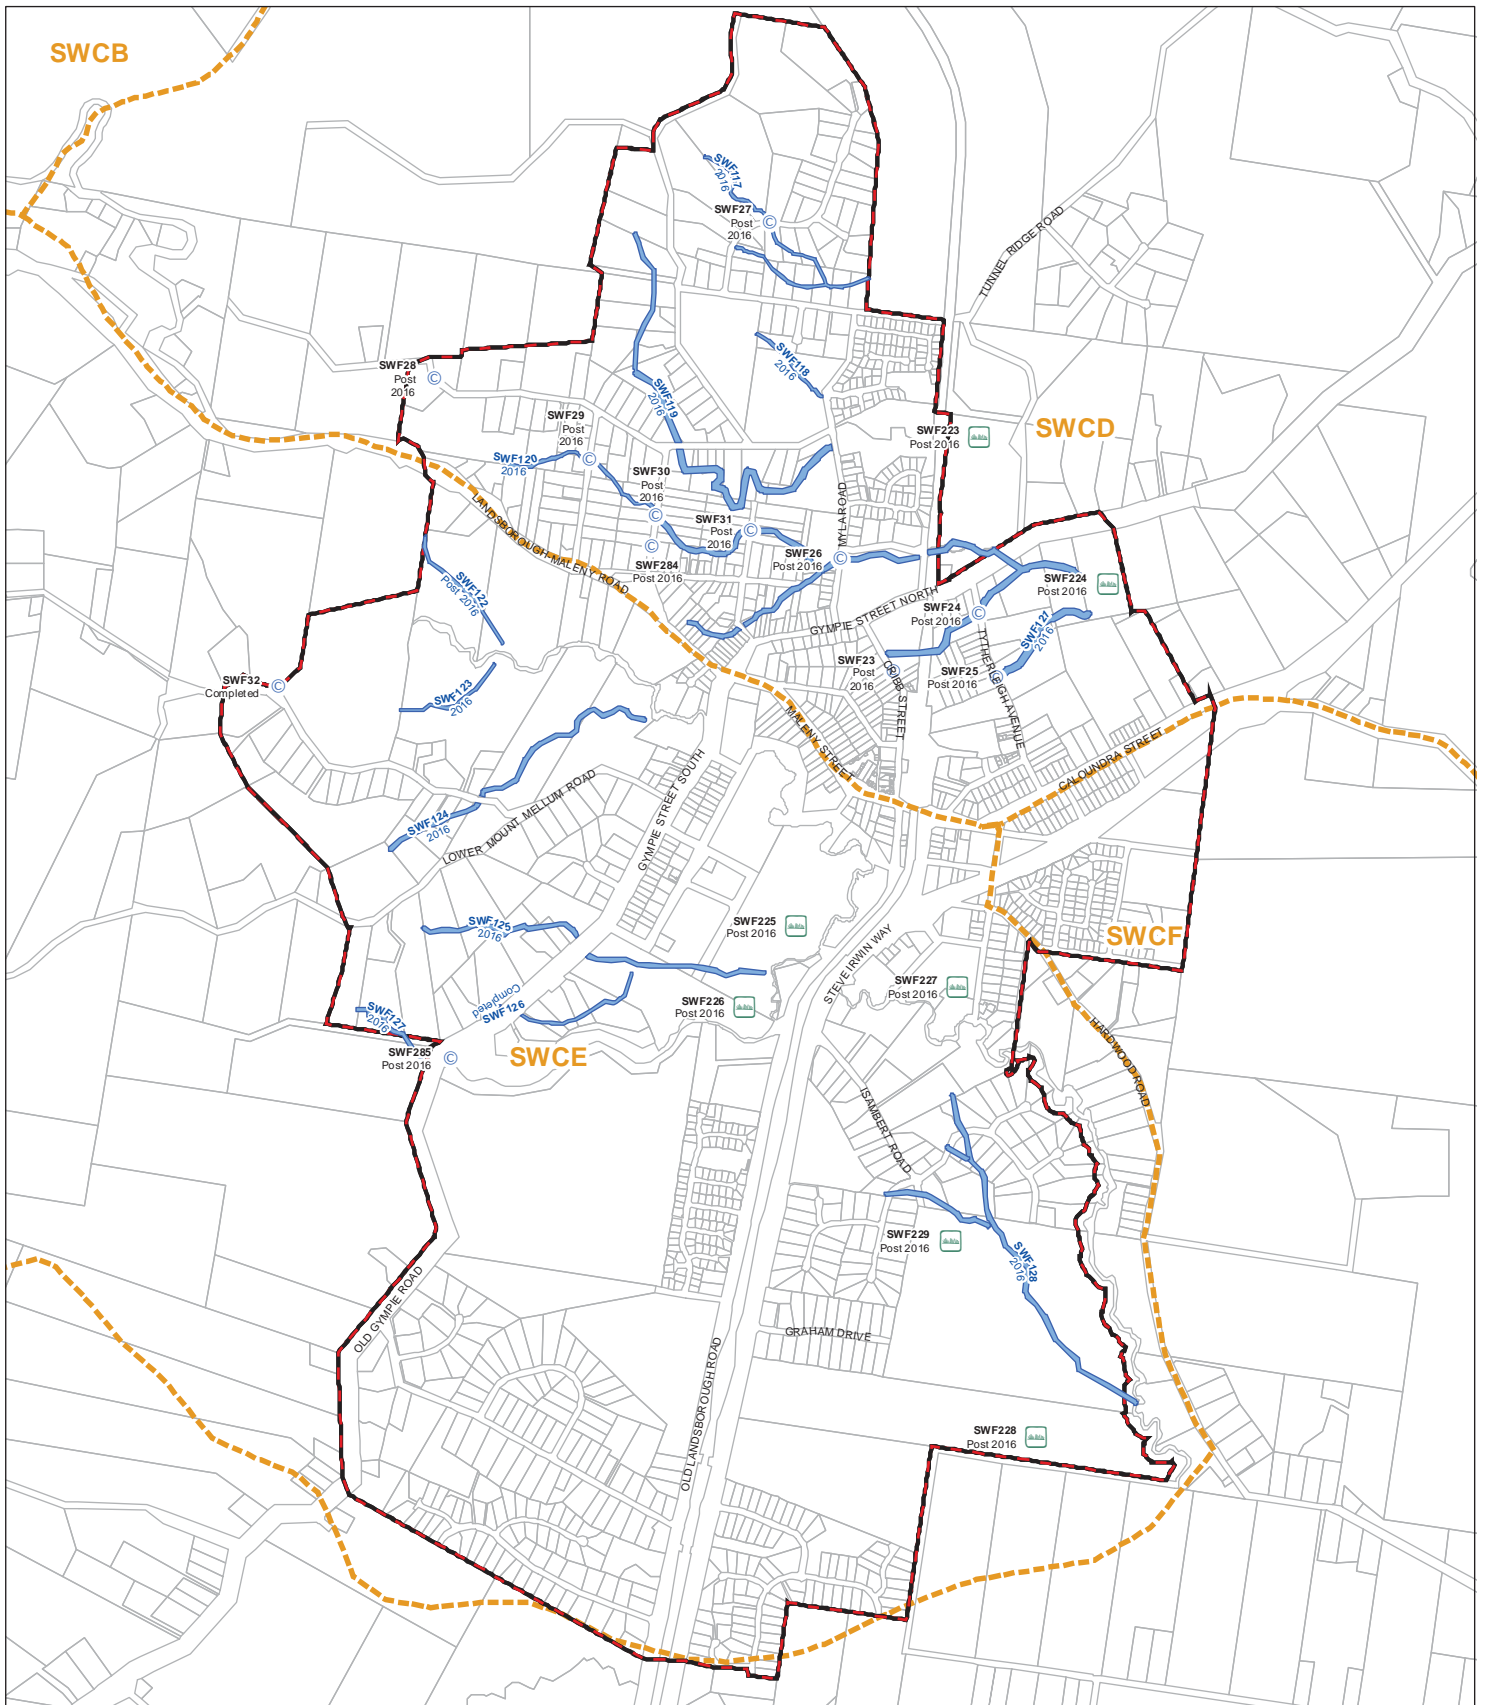 SWCB
SWF117
2016
SWF27
Post
2016
©
TUNNEL RIDGE ROAD
SWF118
2016
SWF28
Post
2016
©
SWF119
2016
SWF29
Post
2016
©
SWF223
Post 2016
SWCD
SWF120
2016
SWF30
Post
2016
©
LANDSBOROUGH-MALENY ROAD
MYLA ROAD
SWF31
Post
2016
©
SWF26
Post 2016
©
SWF284
Post 2016
©
SWF122
Post 2016
SWF224
Post 2016
GYMPIE STREET NORTH
SWF24
Post 2016
©
SWF121
2016
TYTHERLEIGH AVENUE
SWF23
Post
2016
©
CRIBB STREET
SWF25
Post 2016
©
SWF32
Completed
©
SWF123
2016
MALENY STREET
CALOUNDRA STREET
GYMPIE STREET SOUTH
SWF124
2016
LOWER MOUNT MELLUM ROAD
SWF125
2016
SWF225
Post 2016
SWCF
STEVE IRWIN WAY
SWF227
Post 2016
SWF226
Post 2016
Completed
SWF126
SWF127
2016
SWF285
Post 2016
©
SWCE
HARDWOOD ROAD
ISAMBERT ROAD
SWF229
Post 2016
SWF128
2016
OLD GYMPIE ROAD
GRAHAM DRIVE
OLD LANDSBOROUGH ROAD
SWF228
Post 2016